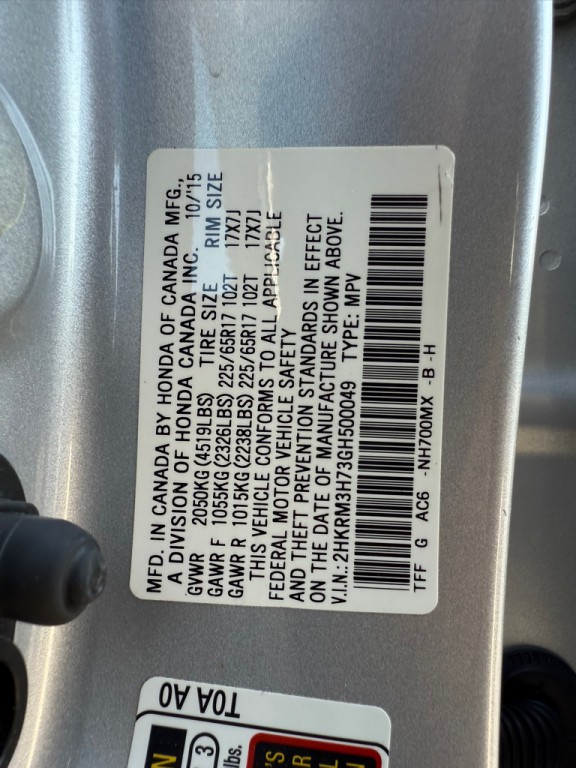 MFD. IN CANADA BY HONDA OF CANADA MFG.,
A DIVISION OF HONDA CANADA INC. 10/'15
GVWR 2050KG(4519LBS) TIRE SIZE RIM SIZE
GAWR F 1055KG(2326LBS) 225/65R17 102T 17X7J
GAWR R 1015KG(2238LBS) 225/65R17 102T 17X7J
THIS VEHICLE CONFORMS TO ALL APPLICABLE
FEDERAL MOTOR VEHICLE SAFETY
AND THEFT PREVENTION STANDARDS IN EFFECT
ON THE DATE OF MANUFACTURE SHOWN ABOVE.
V.I.N.:2HKRM3H73GH500049 TYPE: MPV
TFF G AC6 -NH700MX -B -H
T0A A0
N
3
lbs.
'S
R
L
N